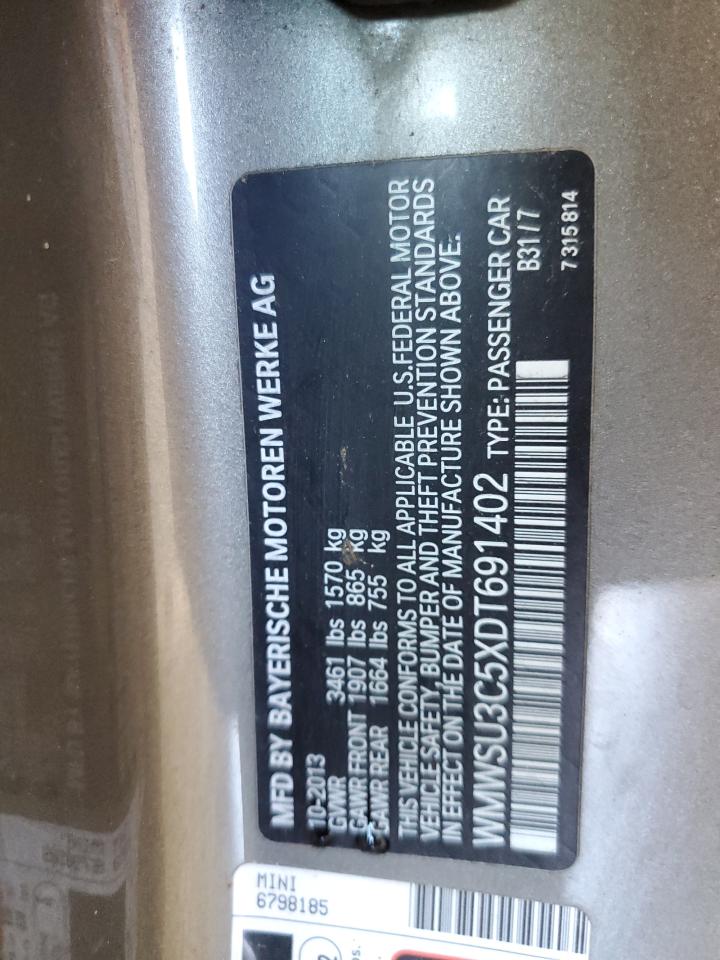 MFD BY BAYERISCHE MOTOREN WERKE AG
10-2013
GVWR 3461 lbs 1570 kg
GAWR FRONT 1907 lbs 865 kg
GAWR REAR 1664 lbs 755 kg
THIS VEHICLE CONFORMS TO ALL APPLICABLE U.S. FEDERAL MOTOR
VEHICLE SAFETY, BUMPER AND THEFT PREVENTION STANDARDS
IN EFFECT ON THE DATE OF MANUFACTURE SHOWN ABOVE.
WMWSU3C5XDT691402 TYPE: PASSENGER CAR
B31/7
7 315 814
MINI
6798185